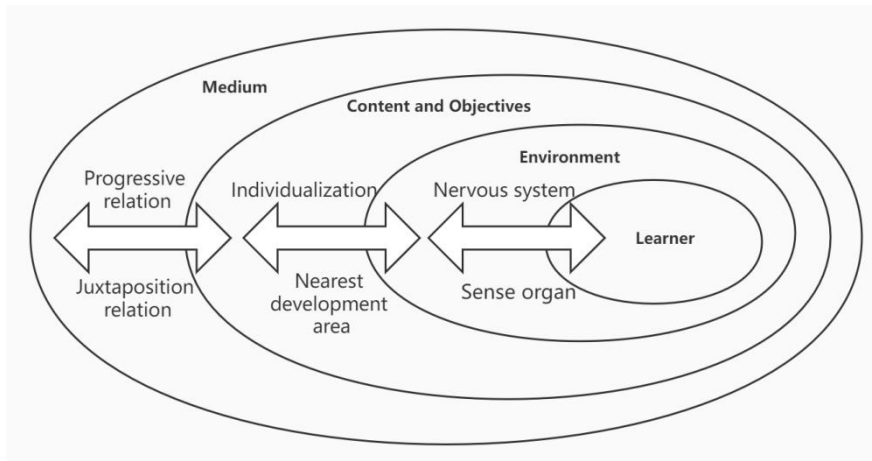 Medium
Content and Objectives
Environment
Progressive
relation
Individualization
Nervous system
Learner
Juxtaposition
relation
Nearest
development
area
Sense organ